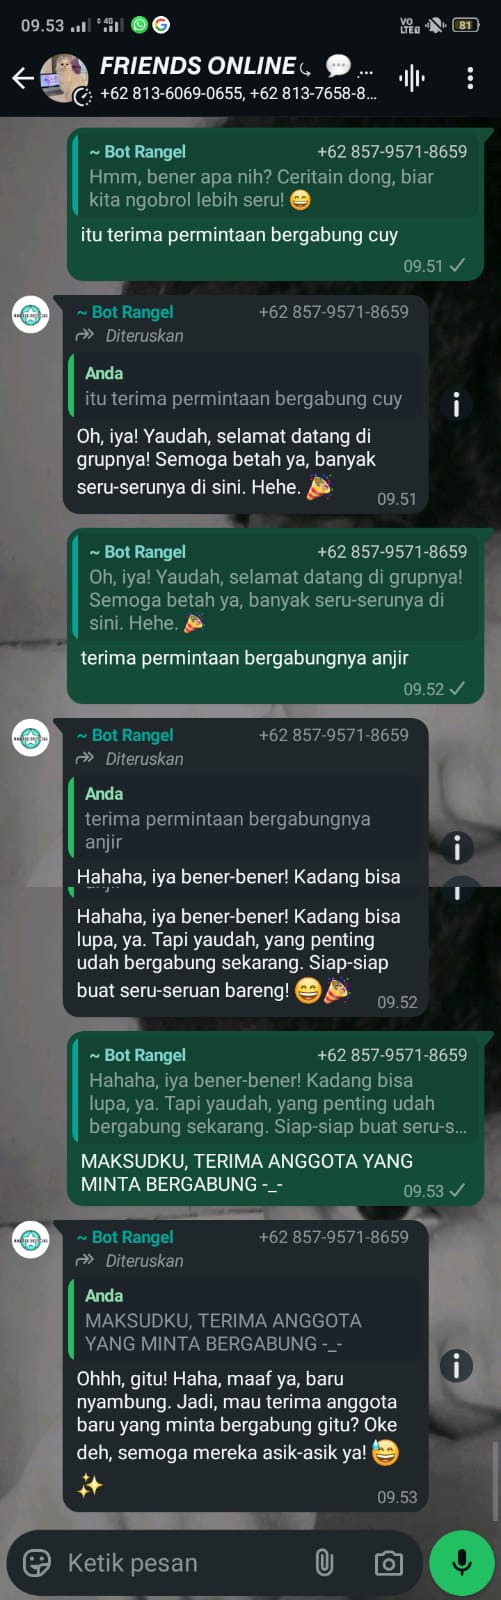 09.53 4G VO LTE 81
FRIENDS ONLINE 💬 ...
+62 813-6069-0655, +62 813-7658-8...
~ Bot Rangel +62 857-9571-8659
Hmm, bener apa nih? Ceritain dong, biar
kita ngobrol lebih seru! 😄
itu terima permintaan bergabung cuy
09.51
~ Bot Rangel +62 857-9571-8659
Diteruskan
Anda
itu terima permintaan bergabung cuy
Oh, iya! Yaudah, selamat datang di
grupnya! Semoga betah ya, banyak
seru-serunya di sini. Hehe. 🎉
09.51
~ Bot Rangel +62 857-9571-8659
Oh, iya! Yaudah, selamat datang di grupnya!
Semoga betah ya, banyak seru-serunya di
sini. Hehe. 🎉
terima permintaan bergabungnya anjir
09.52
~ Bot Rangel +62 857-9571-8659
Diteruskan
Anda
terima permintaan bergabungnya
anjir
Hahaha, iya bener-bener! Kadang bisa
Hahaha, iya bener-bener! Kadang bisa
lupa, ya. Tapi yaudah, yang penting
udah bergabung sekarang. Siap-siap
buat seru-seruan bareng! 😄🎉
09.52
~ Bot Rangel +62 857-9571-8659
Hahaha, iya bener-bener! Kadang bisa
lupa, ya. Tapi yaudah, yang penting udah
bergabung sekarang. Siap-siap buat seru-s...
MAKSUDKU, TERIMA ANGGOTA YANG
MINTA BERGABUNG -_-
09.53
~ Bot Rangel +62 857-9571-8659
Diteruskan
Anda
MAKSUDKU, TERIMA ANGGOTA
YANG MINTA BERGABUNG -_-
Ohhh, gitu! Haha, maaf ya, baru
nyambung. Jadi, mau terima anggota
baru yang minta bergabung gitu? Oke
deh, semoga mereka asik-asik ya! 😅
✨
09.53
Ketik pesan